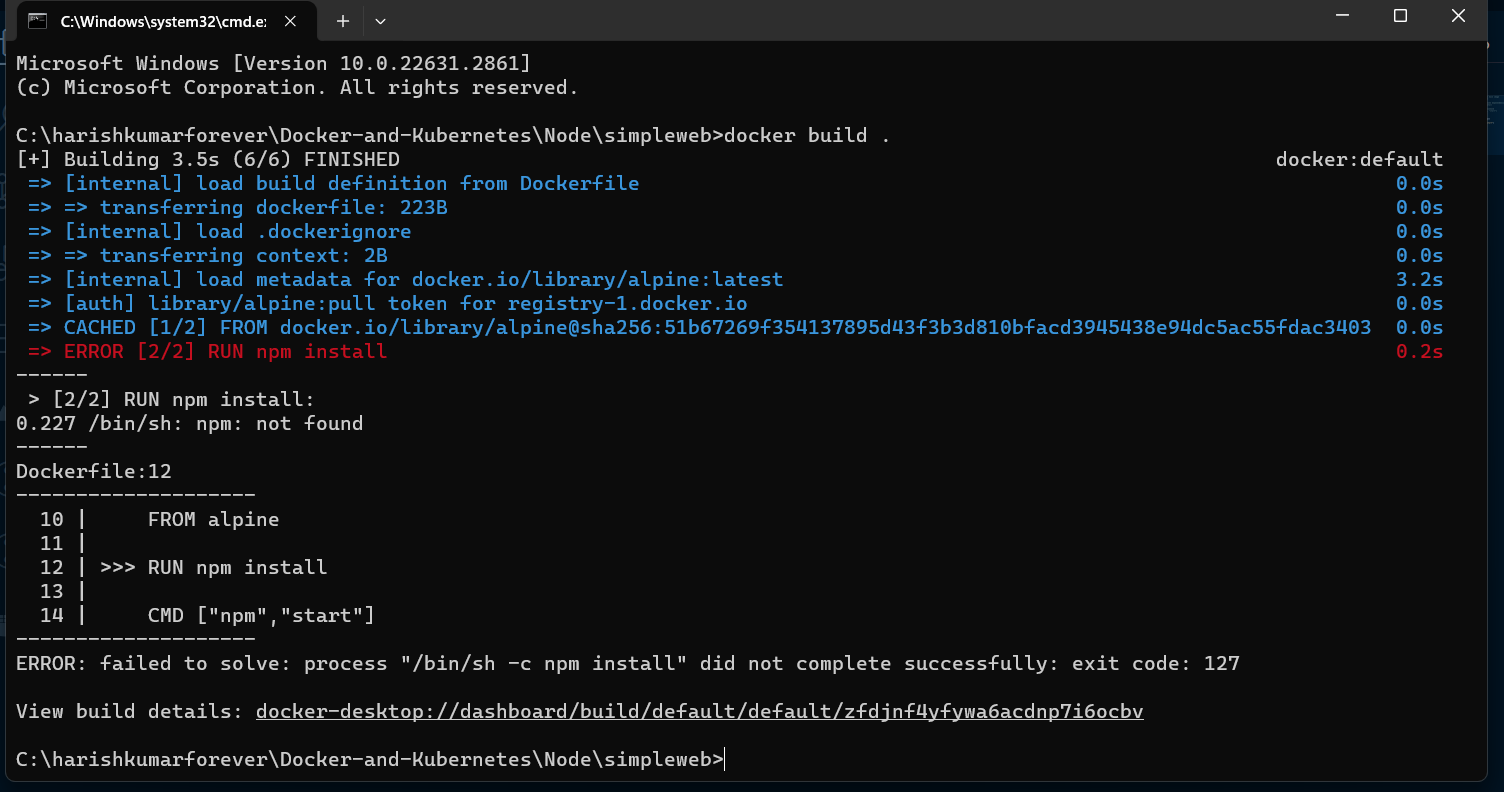 C:\Windows\system32\cmd.e
Microsoft Windows [Version 10.0.22631.2861]
(c) Microsoft Corporation. All rights reserved.
C:\harishkumarforever\Docker-and-Kubernetes\Node\simpleweb>docker build .
[+] Building 3.5s (6/6) FINISHED docker:default
=> [internal] load build definition from Dockerfile 0.0s
=> => transferring dockerfile: 223B 0.0s
=> [internal] load .dockerignore 0.0s
=> => transferring context: 2B 0.0s
=> [internal] load metadata for docker.io/library/alpine:latest 3.2s
=> [auth] library/alpine:pull token for registry-1.docker.io 0.0s
=> CACHED [1/2] FROM docker.io/library/alpine@sha256:51b67269f354137895d43f3b3d810bfacd3945438e94dc5ac55fdac3403 0.0s
=> ERROR [2/2] RUN npm install 0.2s
------
> [2/2] RUN npm install:
0.227 /bin/sh: npm: not found
------
Dockerfile:12
--------------------
10 | FROM alpine
11 |
12 | >>> RUN npm install
13 |
14 | CMD ["npm","start"]
--------------------
ERROR: failed to solve: process "/bin/sh -c npm install" did not complete successfully: exit code: 127
View build details: docker-desktop://dashboard/build/default/default/zfdjnf4yfywa6acdnp7i6ocbv
C:\harishkumarforever\Docker-and-Kubernetes\Node\simpleweb>